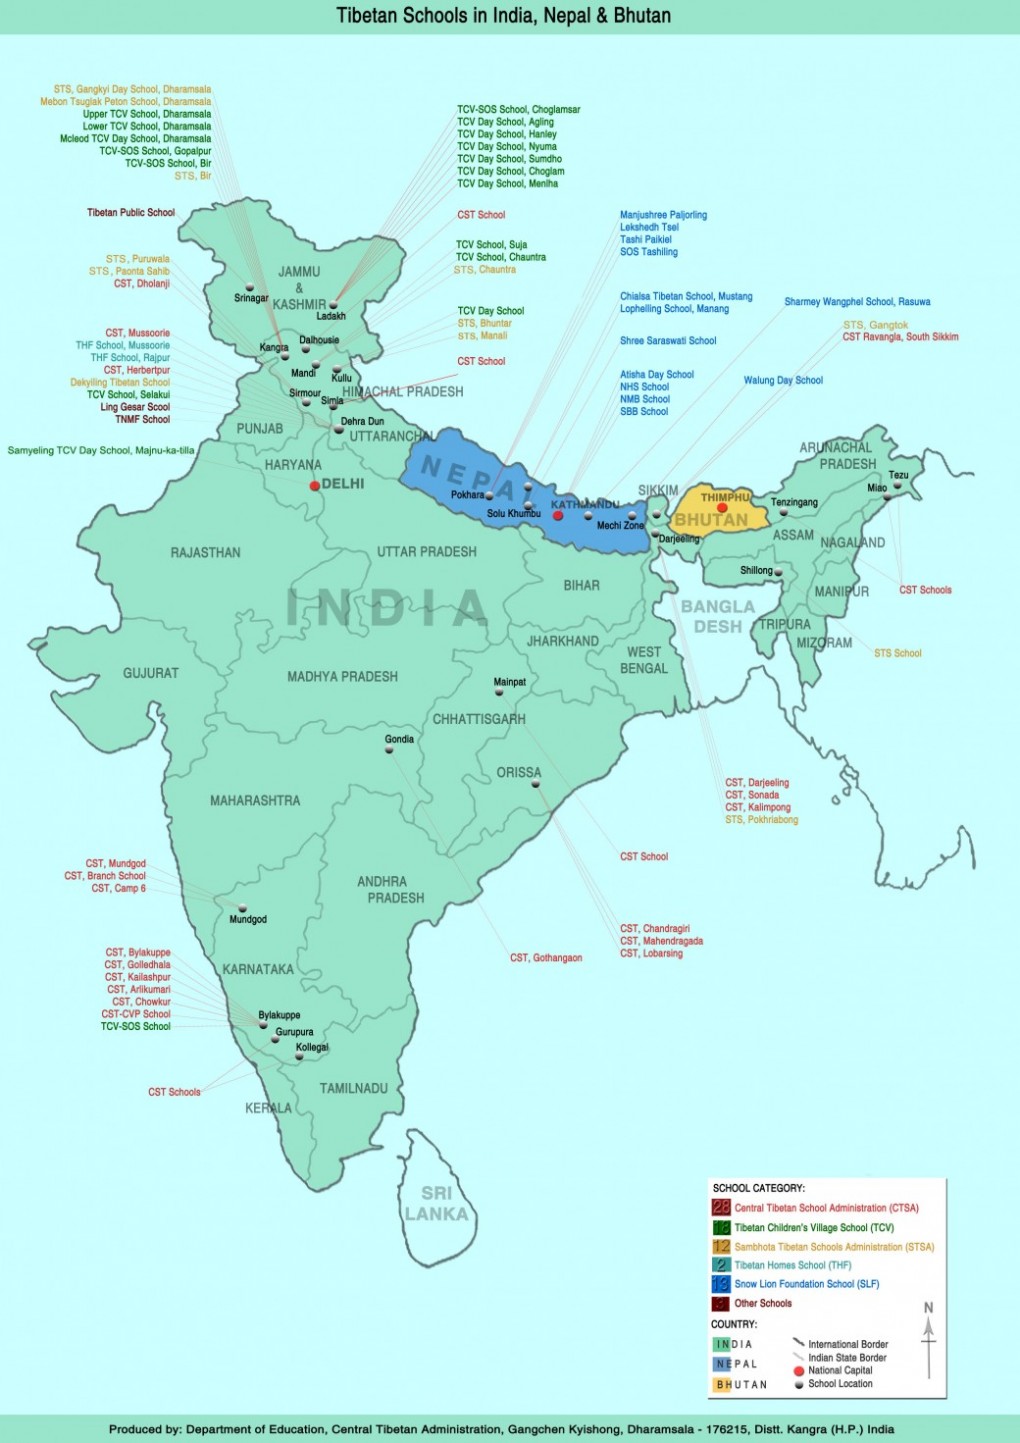 Tibetan Schools in India, Nepal & Bhutan
STS, Gangkyi Day School, Dharamsala
Mebon Tsuglak Peton School, Dharamsala
Upper TCV School, Dharamsala
Lower TCV School, Dharamsala
Mcleod TCV Day School, Dharamsala
TCV-SOS School, Gopalpur
TCV-SOS School, Bir
STS, Bir
TCV-SOS School, Choglamsar
TCV Day School, Agling
TCV Day School, Hanley
TCV Day School, Nyuma
TCV Day School, Sumdho
TCV Day School, Choglam
TCV Day School, Menlha
Tibetan Public School
CST School
Manjushree Paljorling
Lekshedh Tsel
Tashi Palkiel
SOS Tashiling
STS, Puruwala
STS, Paonta Sahib
CST, Dholanji
TCV School, Suja
TCV School, Chauntra
STS, Chauntra
JAMMU
&
KASHMIR
Srinagar
Ladakh
Chialsa Tibetan School, Mustang
Lophelling School, Manang
Sharmey Wangphel School, Rasuwa
TCV Day School
STS, Bhuntar
STS, Manali
STS, Gangtok
CST Ravangla, South Sikkim
Shree Saraswati School
CST, Mussoorie
THF School, Mussoorie
THF School, Rajpur
CST, Herbertpur
Dekyiling Tibetan School
TCV School, Selakui
Ling Gesar Scool
TNMF School
Kangra
Dalhousie
Mandi
Kullu
CST School
Atisha Day School
NHS School
NMB School
SBB School
Walung Day School
Sirmour
Simla
HIMACHAL PRADESH
Dehra Dun
PUNJAB
UTTARANCHAL
Samyeling TCV Day School, Majnu-ka-tilla
HARYANA
DELHI
NEPAL
Pokhara
Solu Khumbu
KATHMANDU
Mechi Zone
SIKKIM
Darjeeling
THIMPHU
BHUTAN
ARUNACHAL
PRADESH
Tezu
Miao
Tenzingang
ASSAM
NAGALAND
Shillong
MANIPUR
CST Schools
RAJASTHAN
UTTAR PRADESH
INDIA
BIHAR
BANGLA
DESH
TRIPURA
MIZORAM
STS School
JHARKHAND
WEST
BENGAL
GUJURAT
MADHYA PRADESH
Mainpat
CHHATTISGARH
Gondia
ORISSA
MAHARASHTRA
CST, Darjeeling
CST, Sonada
CST, Kalimpong
STS, Pokhriabong
CST School
CST, Mundgod
CST, Branch School
CST, Camp 6
Mundgod
ANDHRA
PRADESH
CST, Chandragiri
CST, Mahendragada
CST, Lobarsing
CST, Gothangaon
KARNATAKA
CST, Bylakuppe
CST, Golledhala
CST, Kailashpur
CST, Arlikumari
CST, Chowkur
CST-CVP School
TCV-SOS School
Bylakuppe
Gurupura
Kollegal
CST Schools
TAMILNADU
KERALA
SRI
LANKA
SCHOOL CATEGORY:
28 Central Tibetan School Administration (CTSA)
18 Tibetan Children's Village School (TCV)
12 Sambhota Tibetan Schools Administration (STSA)
2 Tibetan Homes School (THF)
13 Snow Lion Foundation School (SLF)
3 Other Schools
N
COUNTRY:
INDIA
NEPAL
BHUTAN
International Border
Indian State Border
National Capital
School Location
Produced by: Department of Education, Central Tibetan Administration, Gangchen Kyishong, Dharamsala - 176215, Distt. Kangra (H.P.) India